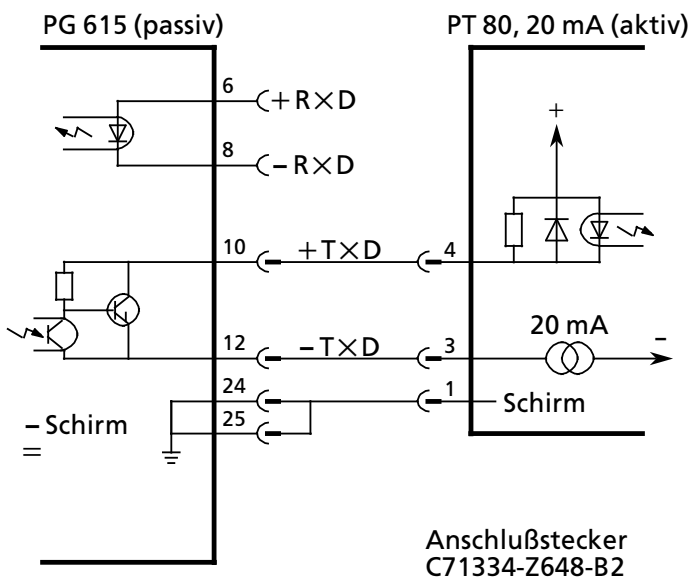 PG 615 (passiv)
PT 80, 20 mA (aktiv)
6
+ R×D
8
– R×D
+
10
+ T×D
4
12
– T×D
3
20 mA
–
24
1
Schirm
25
– Schirm
=
Anschlußstecker
C71334-Z648-B2